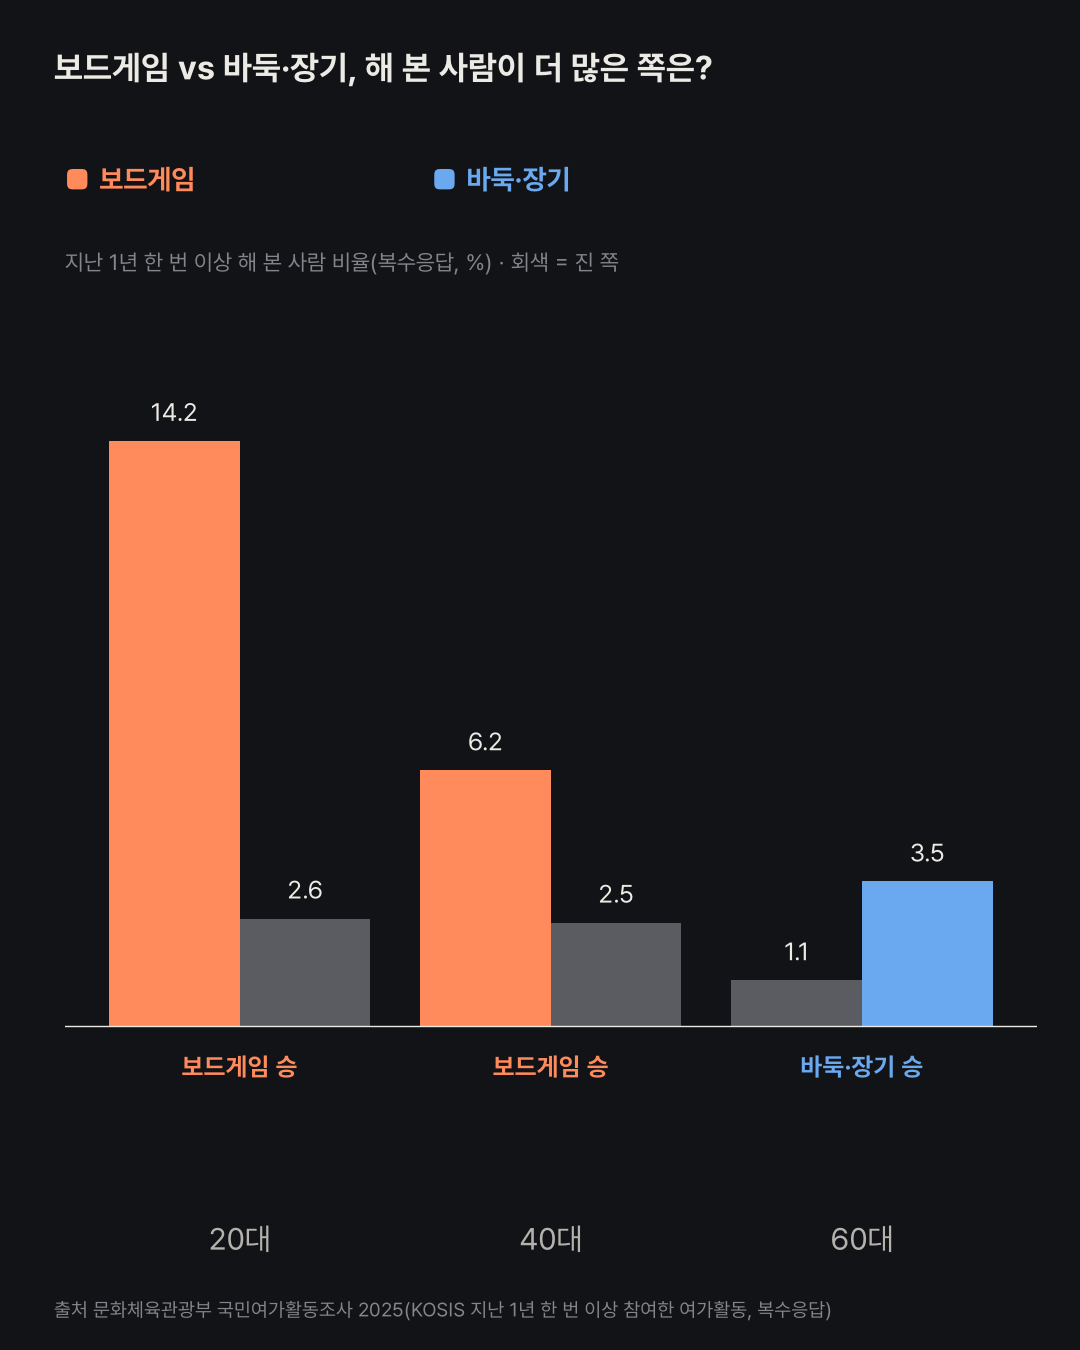 보드게임 vs 바둑·장기, 해 본 사람이 더 많은 쪽은?
보드게임 바둑·장기
지난 1년 한 번 이상 해 본 사람 비율(복수응답, %) · 회색 = 진 쪽
14.2
6.2
3.5
2.6
2.5
1.1
보드게임 승 보드게임 승 바둑·장기 승
20대 40대 60대
출처 문화체육관광부 국민여가활동조사 2025(KOSIS 지난 1년 한 번 이상 참여한 여가활동, 복수응답)